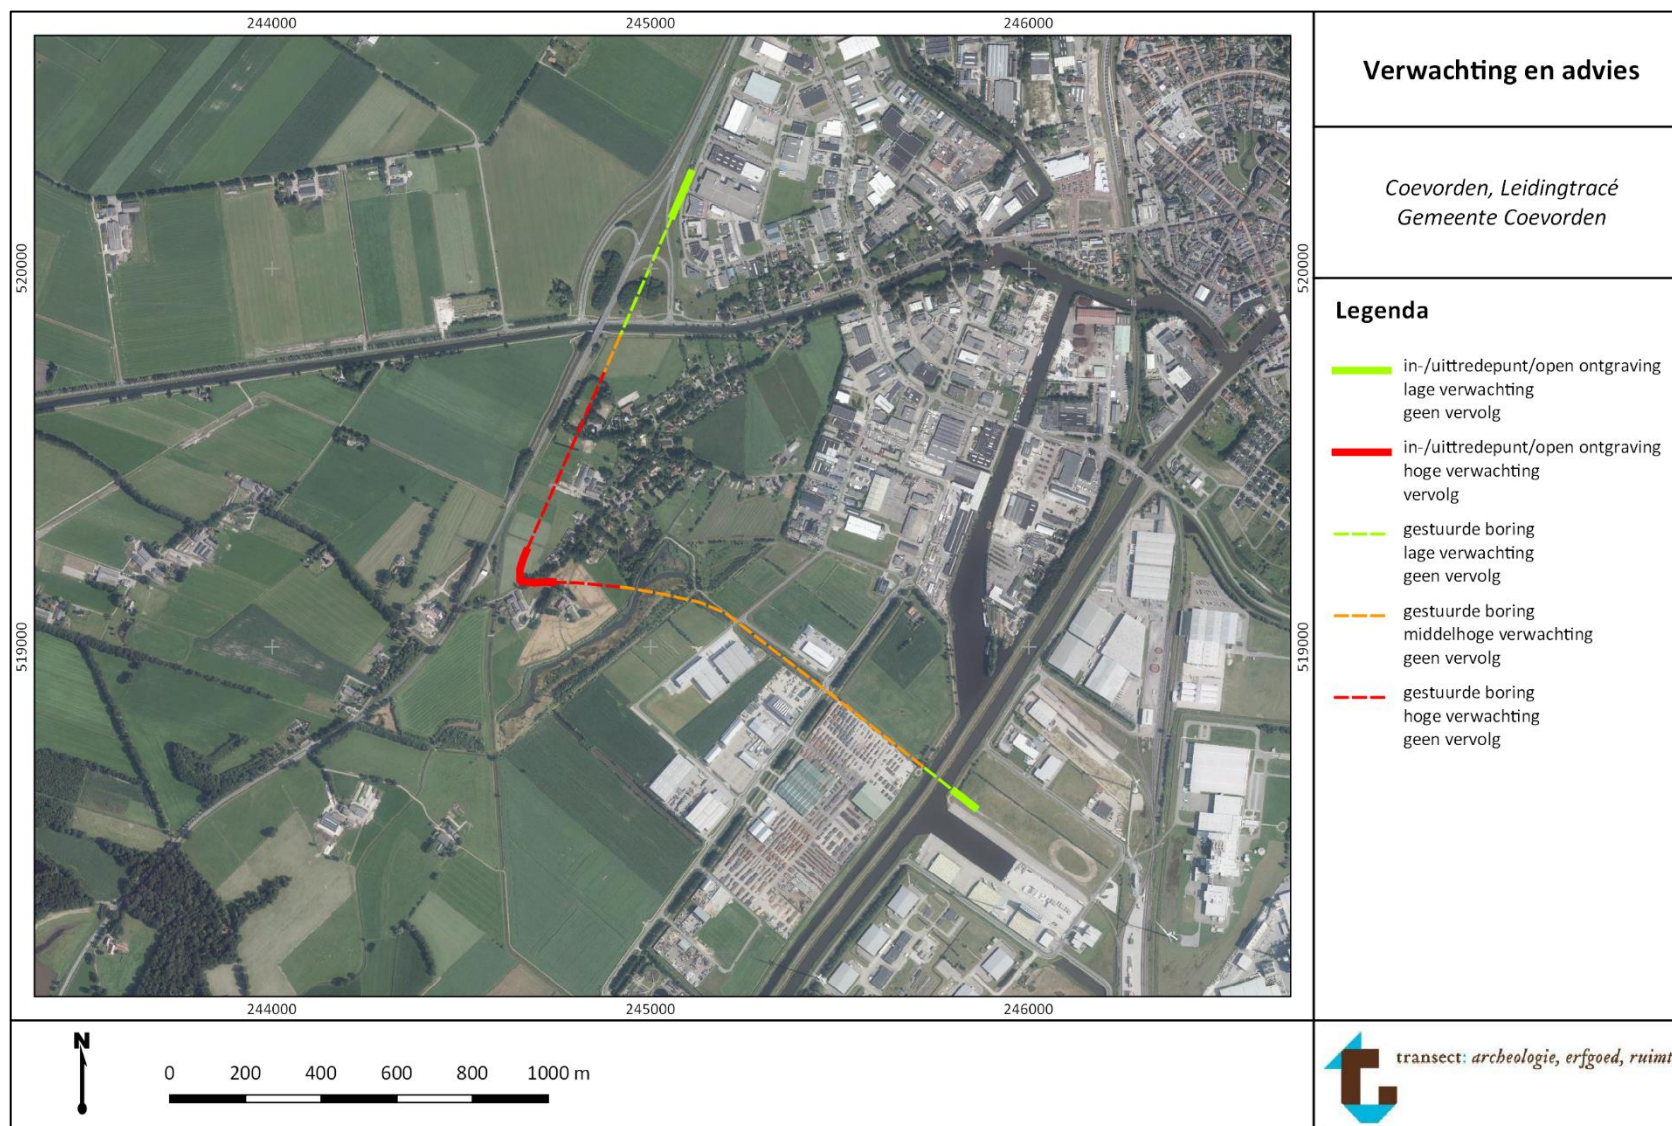 244000
245000
246000
520000
520000
519000
519000
244000
245000
246000
Verwachting en advies
Coevorden, Leidingtracé
Gemeente Coevorden
Legenda
in-/uittredepunt/open ontgraving
lage verwachting
geen vervolg
in-/uittredepunt/open ontgraving
hoge verwachting
vervolg
gestuurde boring
lage verwachting
geen vervolg
gestuurde boring
middelhoge verwachting
geen vervolg
gestuurde boring
hoge verwachting
geen vervolg
N
0 200 400 600 800 1000 m
transect: archeologie, erfgoed, ruimt